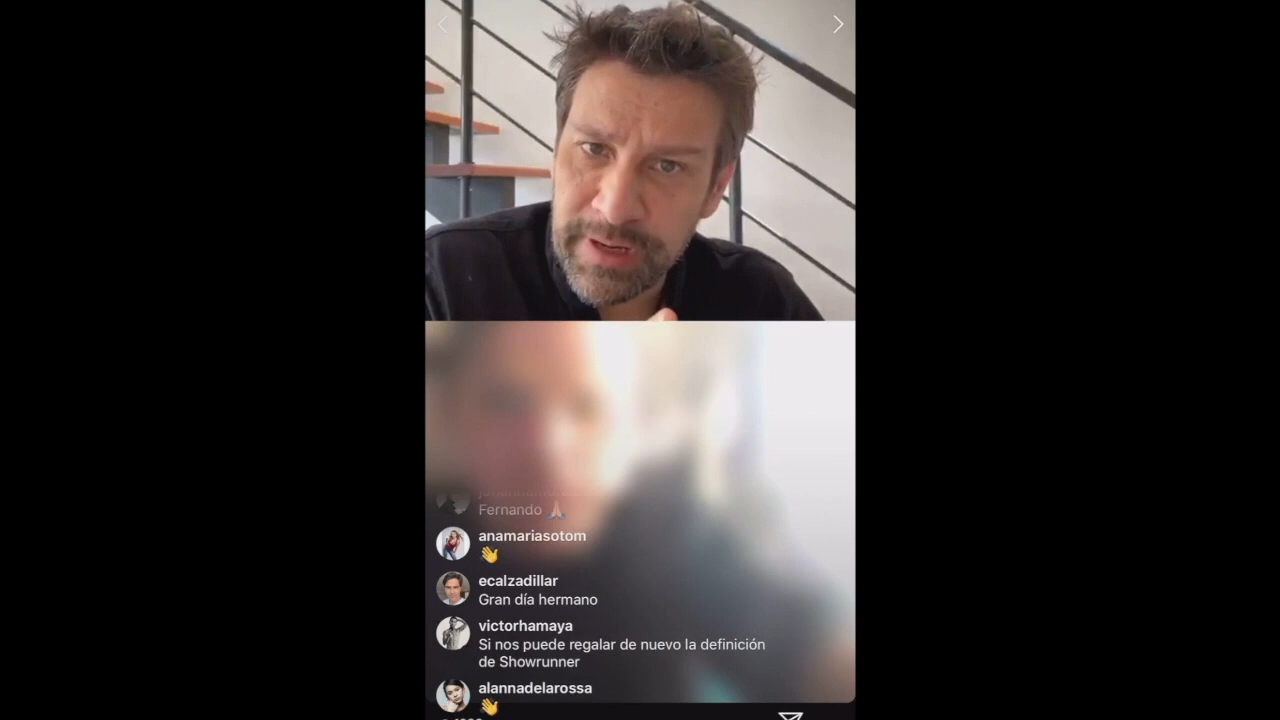 Fernando 🙏🏻
anamariasotom
👋
ecalzadillar
Gran día hermano
victorhamaya
Si nos puede regalar de nuevo la definición
de Showrunner
alannadelarossa
👋